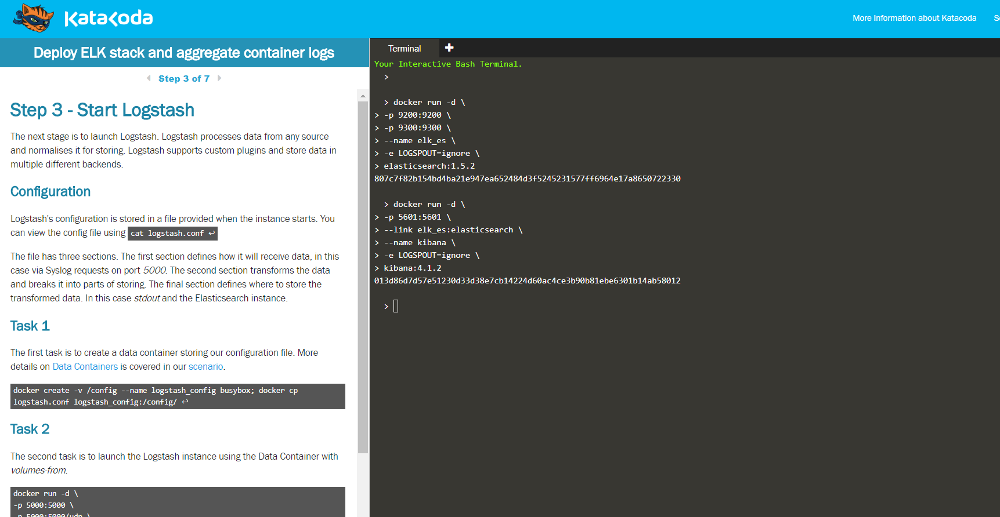 Katacoda
More Information about Katacoda
Deploy ELK stack and aggregate container logs
Step 3 of 7
Step 3 - Start Logstash
The next stage is to launch Logstash. Logstash processes data from any source
and normalises it for storing. Logstash supports custom plugins and store data in
multiple different backends.
Configuration
Logstash's configuration is stored in a file provided when the instance starts. You
can view the config file using cat logstash.conf ↩
The file has three sections. The first section defines how it will receive data, in this
case via Syslog requests on port 5000. The second section transforms the data
and breaks it into parts of storing. The final section defines where to store the
transformed data. In this case stdout and the Elasticsearch instance.
Task 1
The first task is to create a data container storing our configuration file. More
details on Data Containers is covered in our scenario.
docker create -v /config --name logstash_config busybox; docker cp
logstash.conf logstash_config:/config/ ↩
Task 2
The second task is to launch the Logstash instance using the Data Container with
volumes-from.
docker run -d \
-p 5000:5000 \
-p 5000:5000/udp \
Terminal
Your Interactive Bash Terminal.
>
> docker run -d \
> -p 9200:9200 \
> -p 9300:9300 \
> --name elk_es \
> -e LOGSPOUT=ignore \
> elasticsearch:1.5.2
807c7f82b154bd4ba21e947ea652484d3f5245231577ff6964e17a8650722330
> docker run -d \
> -p 5601:5601 \
> --link elk_es:elasticsearch \
> --name kibana \
> -e LOGSPOUT=ignore \
> kibana:4.1.2
013d86d7d57e51230d33d38e7cb14224d60ac4ce3b90b81ebe6301b14ab58012
>